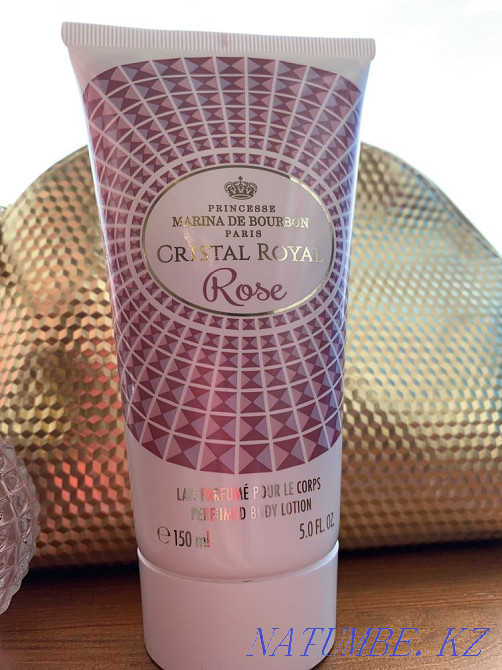 PRINCESSE
MARINA DE BOURBON
PARIS
CRISTAL ROYAL
Rose
LAIT PARFUMÉ POUR LE CORPS
PERFUMED BODY LOTION
℮ 150 ml 5.0 FL. OZ
NATUMBE. KZ